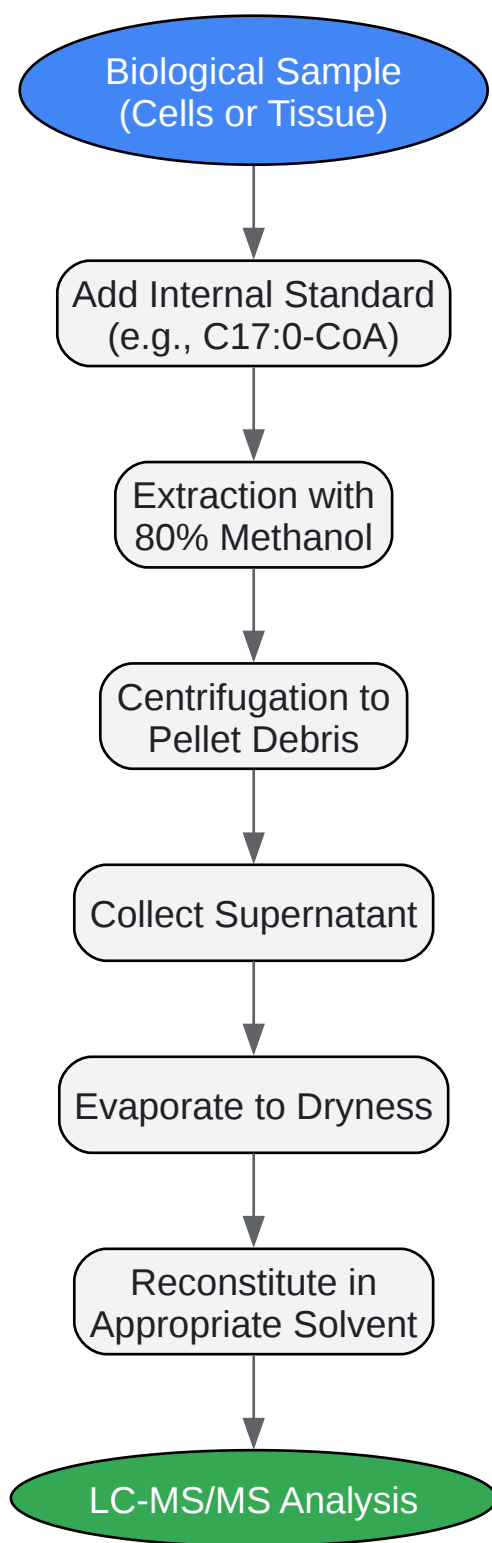 Biological Sample
(Cells or Tissue)
Add Internal Standard
(e.g., C17:0-CoA)
Extraction with
80% Methanol
Centrifugation to
Pellet Debris
Collect Supernatant
Evaporate to Dryness
Reconstitute in
Appropriate Solvent
LC-MS/MS Analysis